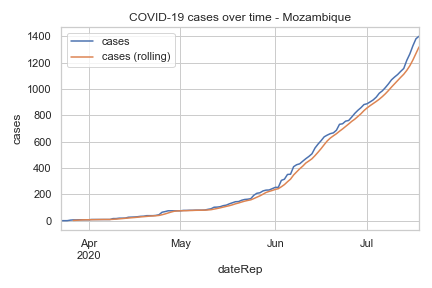 COVID-19 cases over time - Mozambique
cases
cases (rolling)
1400
1200
1000
800
600
400
200
0
cases
Apr
2020
May
Jun
Jul
dateRep